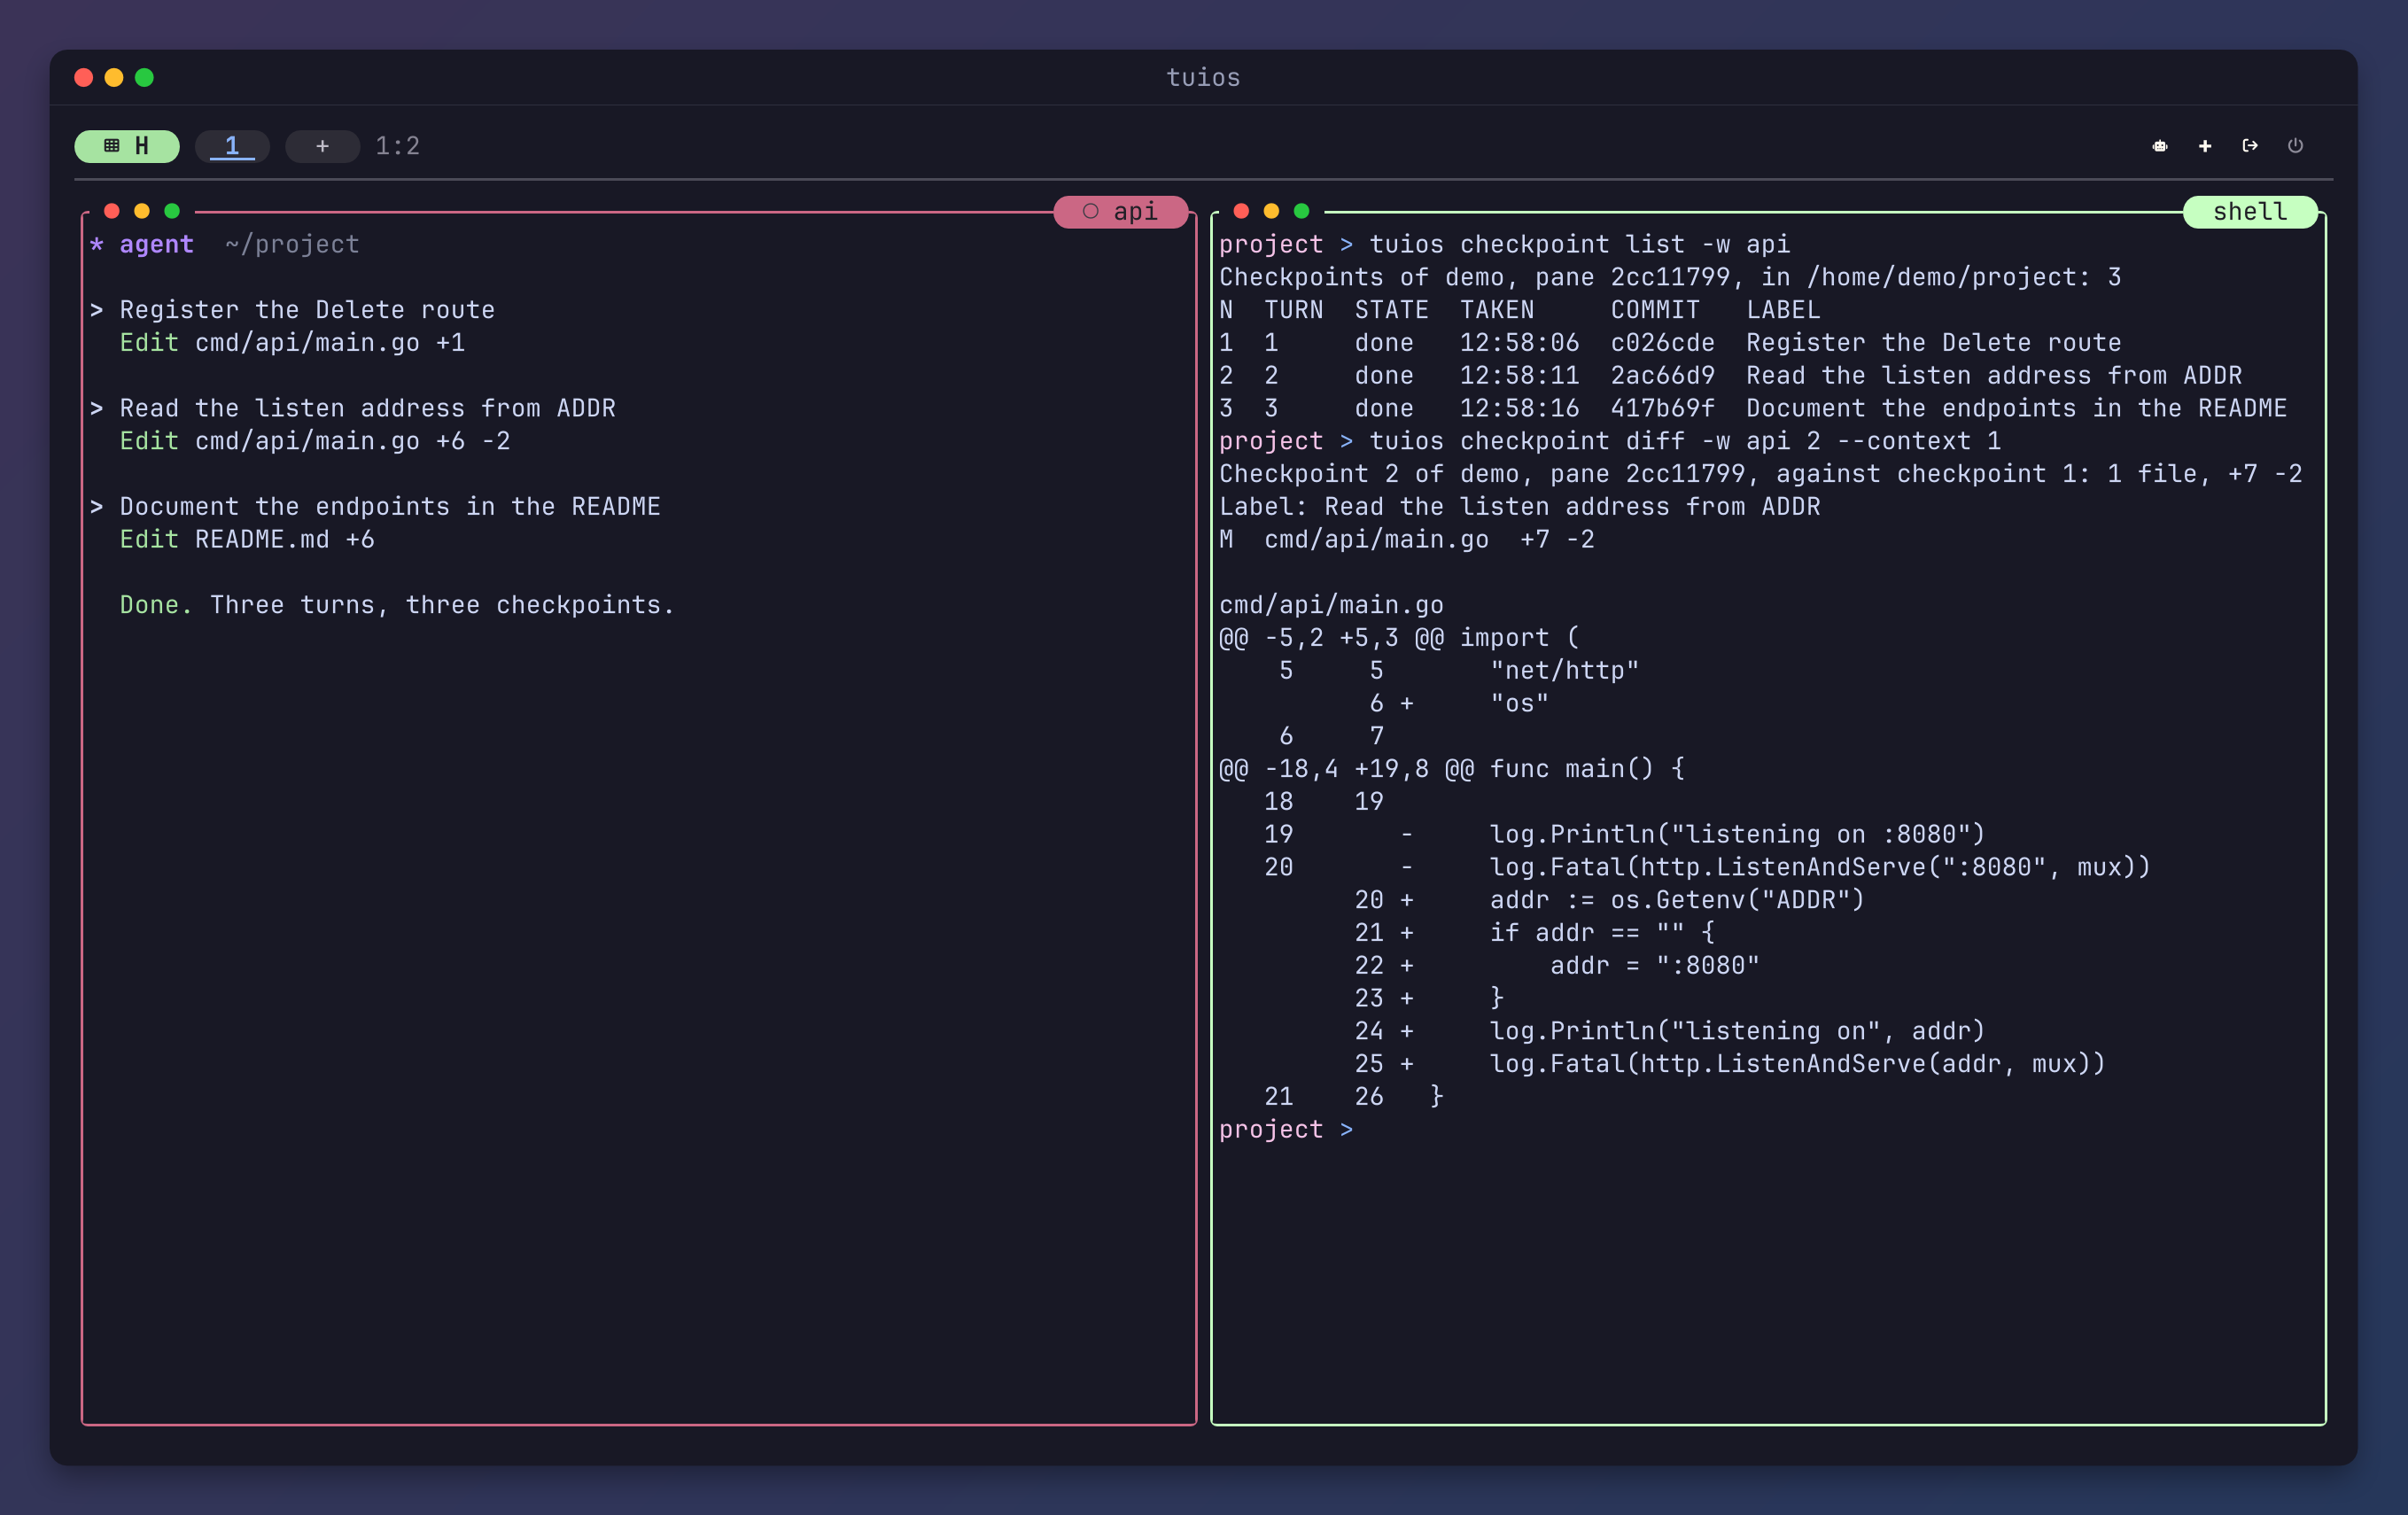 tuios
H 1 + 1:2
api
* agent  ~/project
> Register the Delete route
  Edit cmd/api/main.go +1
> Read the listen address from ADDR
  Edit cmd/api/main.go +6 -2
> Document the endpoints in the README
  Edit README.md +6
  Done. Three turns, three checkpoints.
shell
project > tuios checkpoint list -w api
Checkpoints of demo, pane 2cc11799, in /home/demo/project: 3
N  TURN  STATE  TAKEN     COMMIT   LABEL
1  1     done   12:58:06  c026cde  Register the Delete route
2  2     done   12:58:11  2ac66d9  Read the listen address from ADDR
3  3     done   12:58:16  417b69f  Document the endpoints in the README
project > tuios checkpoint diff -w api 2 --context 1
Checkpoint 2 of demo, pane 2cc11799, against checkpoint 1: 1 file, +7 -2
Label: Read the listen address from ADDR
M  cmd/api/main.go  +7 -2
cmd/api/main.go
@@ -5,2 +5,3 @@ import (
    5     5       "net/http"
          6 +     "os"
    6     7
@@ -18,4 +19,8 @@ func main() {
   18    19
   19       -     log.Println("listening on :8080")
   20       -     log.Fatal(http.ListenAndServe(":8080", mux))
         20 +     addr := os.Getenv("ADDR")
         21 +     if addr == "" {
         22 +         addr = ":8080"
         23 +     }
         24 +     log.Println("listening on", addr)
         25 +     log.Fatal(http.ListenAndServe(addr, mux))
   21    26   }
project >